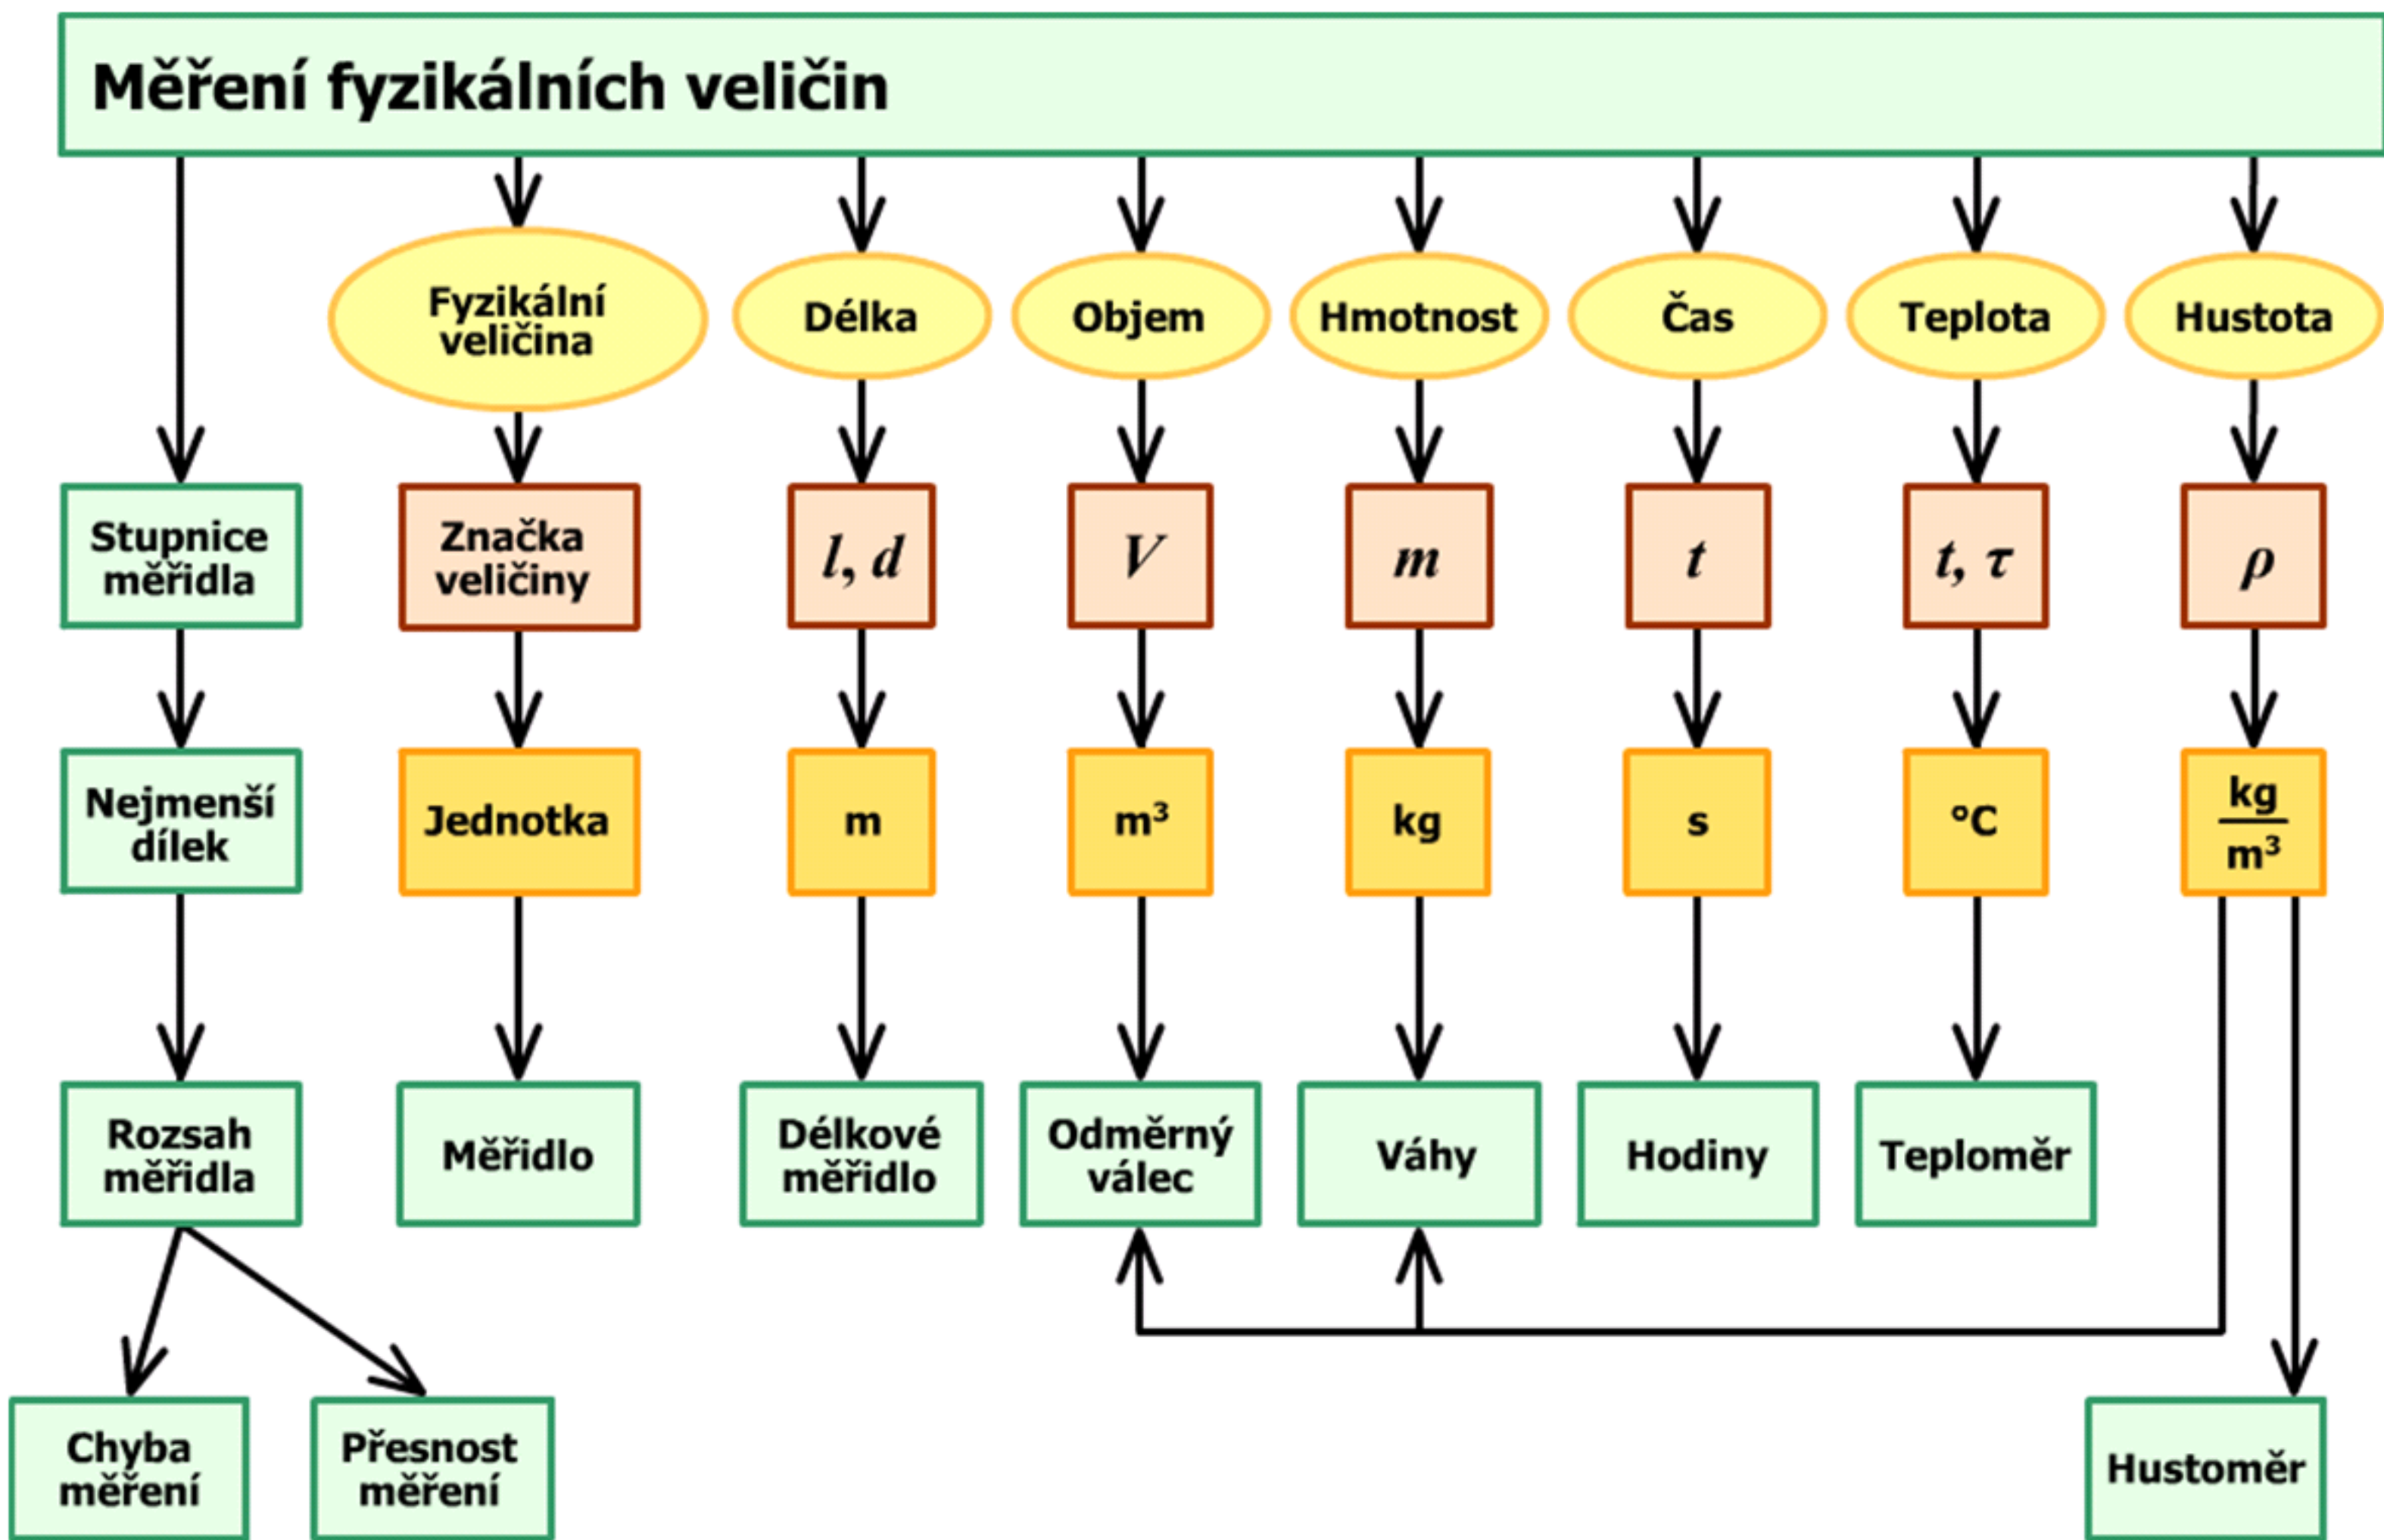 Měření fyzikálních veličin
Fyzikální
veličina
Délka
Objem
Hmotnost
Čas
Teplota
Hustota
Stupnice
měřidla
Značka
veličiny
l, d
V
m
t
t, τ
ρ
Nejmenší
dílek
Jednotka
m
m³
kg
s
°C
kg
m³
Rozsah
měřidla
Měřidlo
Délkové
měřidlo
Odměrný
válec
Váhy
Hodiny
Teploměr
Chyba
měření
Přesnost
měření
Hustoměr